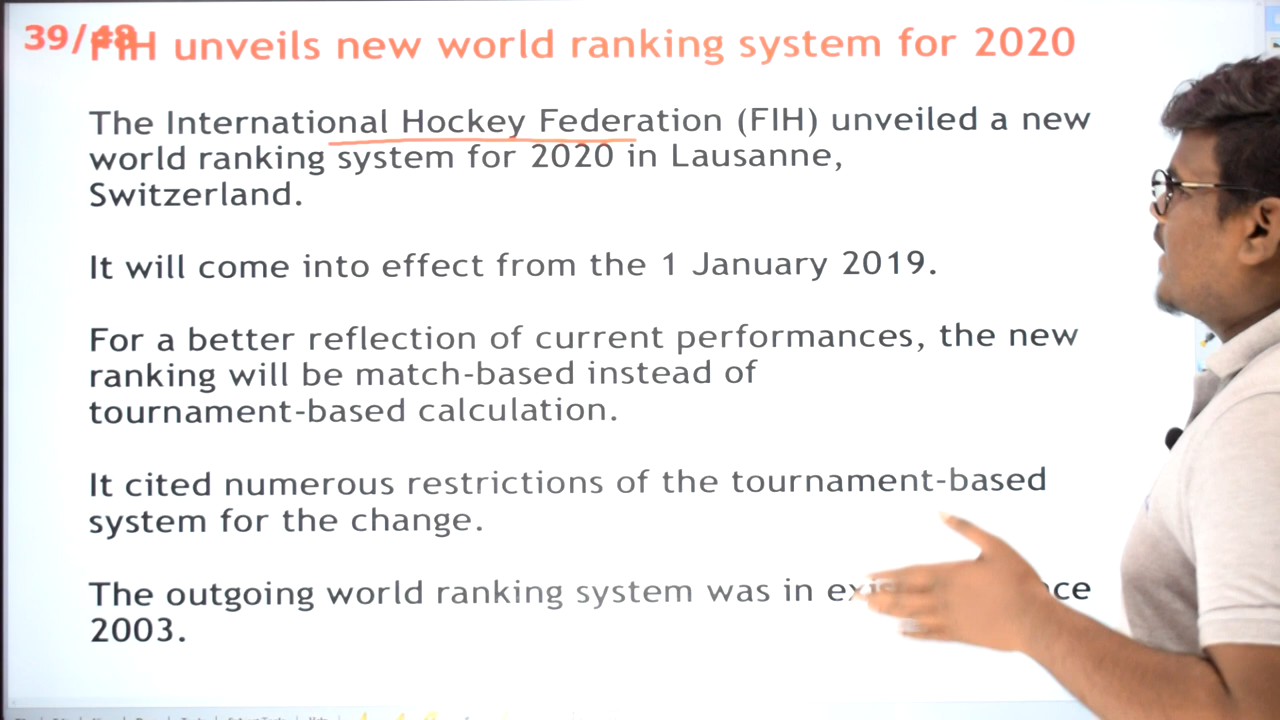 39/48
FIH unveils new world ranking system for 2020
The International Hockey Federation (FIH) unveiled a new
world ranking system for 2020 in Lausanne,
Switzerland.
It will come into effect from the 1 January 2019.
For a better reflection of current performances, the new
ranking will be match-based instead of
tournament-based calculation.
It cited numerous restrictions of the tournament-based
system for the change.
The outgoing world ranking system was in
2003.